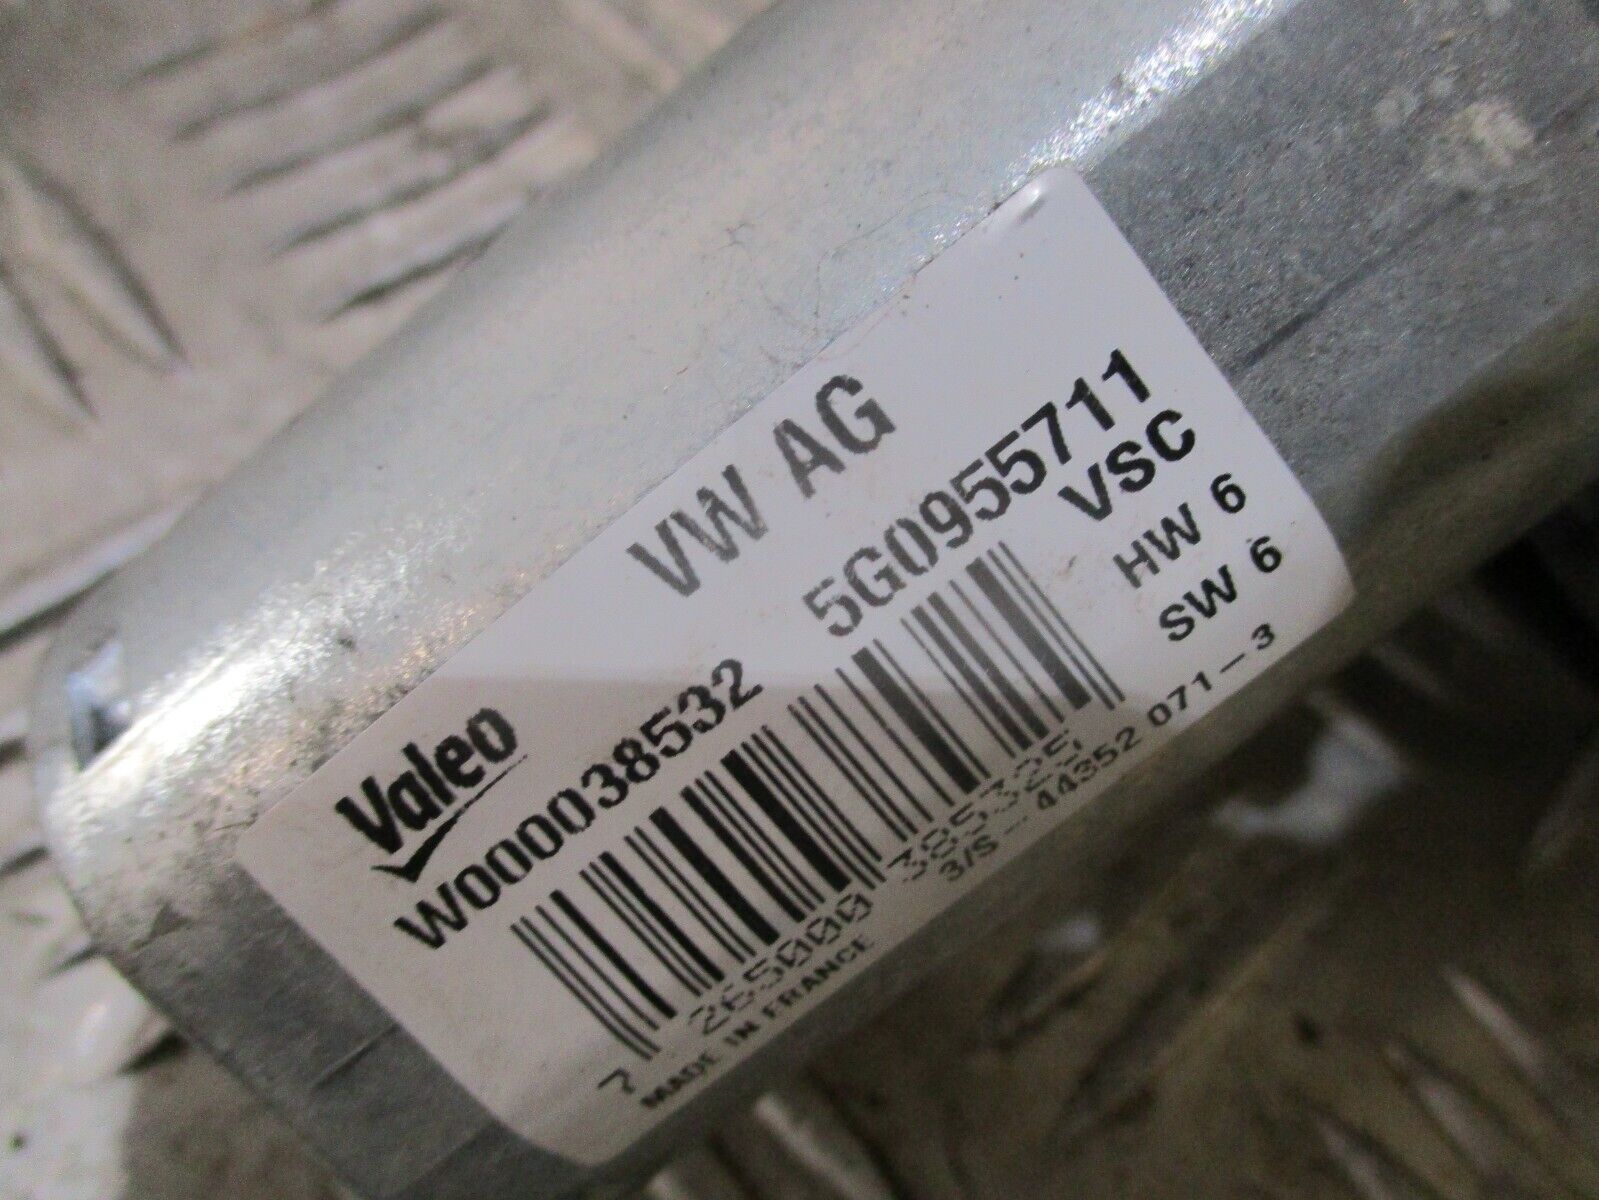 VW AG
Valeo
W000038532 5G0955711
VSC
HW 6
SW 6
7 265000 385325
3/S - 44352 071-3
MADE IN FRANCE